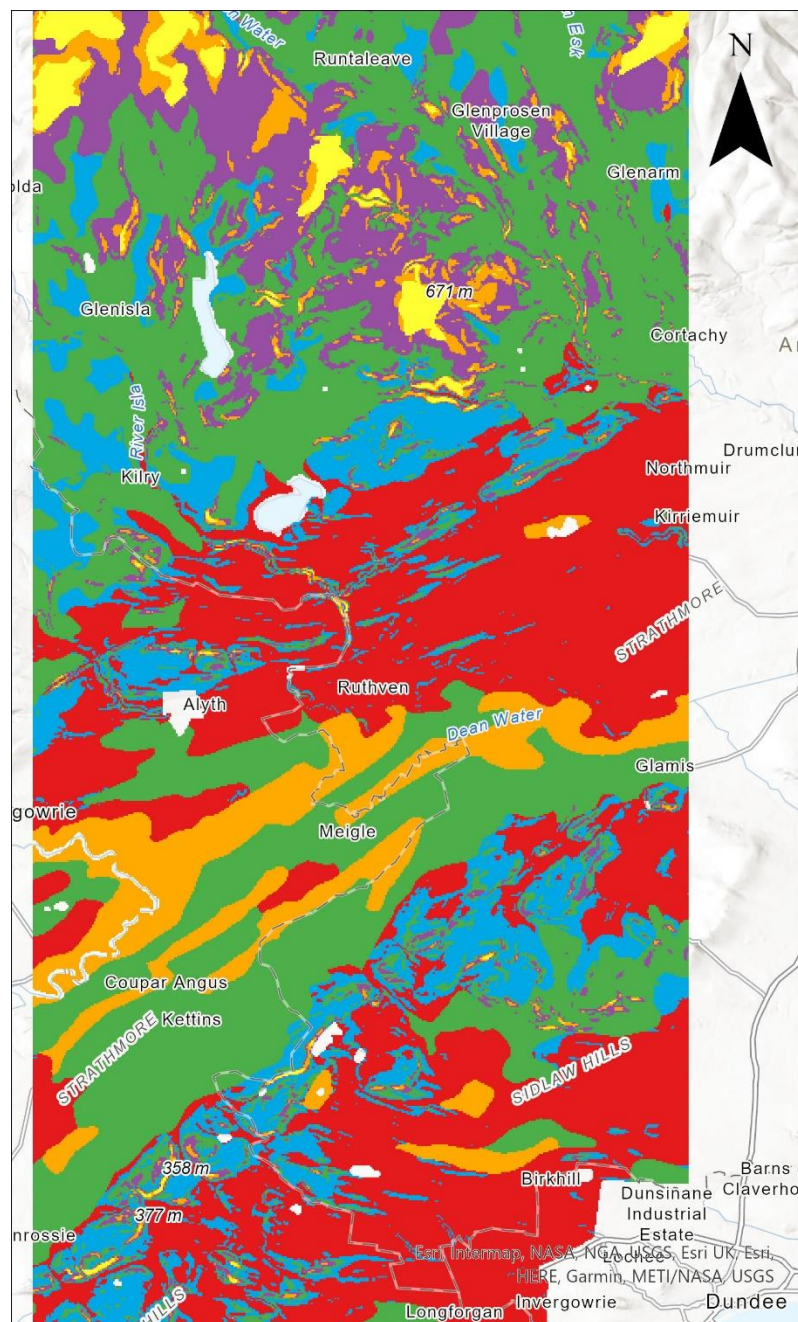 Water
Esk
Runtaleave
N
Glenprosen
Village
Glenarm
olda
671 m
Glenisla
Cortachy
A
River Isla
Drumclu
Northmuir
Kilry
Kirriemuir
STRATHMORE
Ruthven
Alyth
Dean Water
Glamis
gowrie
Meigle
Coupar Angus
Kettins
STRATHMORE
SIDLAW HILLS
358 m
Birkhill
Barns
Claverho
377 m
Dunsinane
Industrial
Estate
nrossie
Esri, Intermap, NASA, NGA, USGS, Esri UK, Esri,
Lochee
HERE, Garmin, METI/NASA, USGS
HILLS
Longforgan
Invergowrie
Dundee